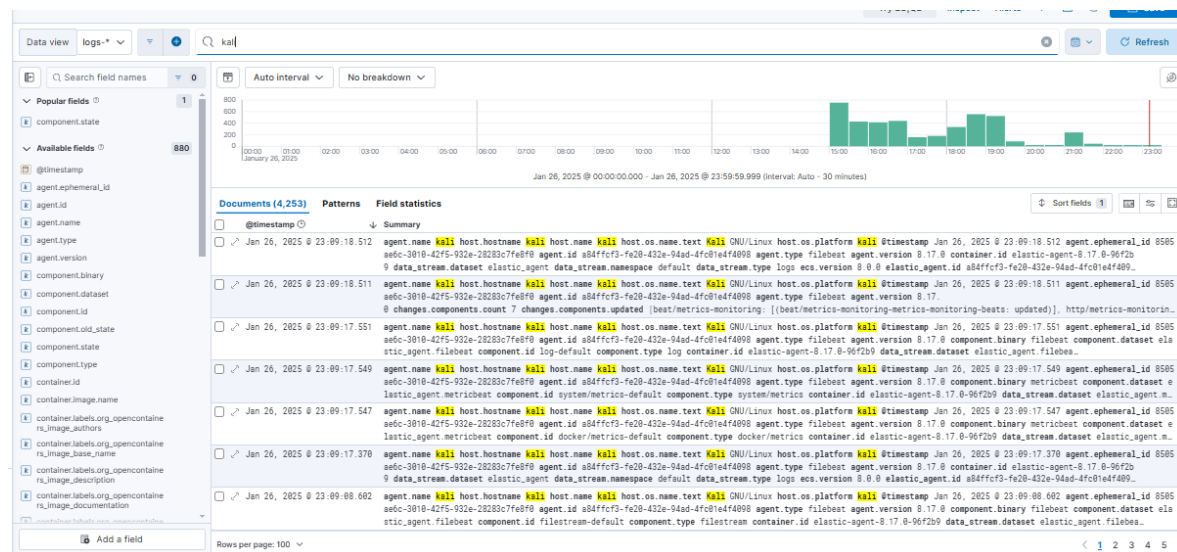 Data view logs-*
kali
Refresh
Search field names 0
Auto interval
No breakdown
Popular fields 1
component.state
Available fields 880
@timestamp
agent.ephemeral_id
agent.id
agent.name
agent.type
agent.version
component.binary
component.dataset
component.id
component.old_state
component.state
component.type
container.id
container.image.name
container.labels.org_opencontaine
rs_image_authors
container.labels.org_opencontaine
rs_image_base_name
container.labels.org_opencontaine
rs_image_description
container.labels.org_opencontaine
rs_image_documentation
Add a field
800
600
400
200
0
00:00 01:00 02:00 03:00 04:00 05:00 06:00 07:00 08:00 09:00 10:00 11:00 12:00 13:00 14:00 15:00 16:00 17:00 18:00 19:00 20:00 21:00 22:00 23:00
January 26, 2025
Jan 26, 2025 @ 00:00:00.000 - Jan 26, 2025 @ 23:59:59.999 (interval: Auto - 30 minutes)
Documents (4,253) Patterns Field statistics
Sort fields 1
@timestamp Summary
Jan 26, 2025 @ 23:09:18.512 agent.name kali host.hostname kali host.name kali host.os.name.text Kali GNU/Linux host.os.platform kali @timestamp Jan 26, 2025 @ 23:09:18.512 agent.ephemeral_id 8505
ae6c-3010-42f5-932e-28283c7fe8f0 agent.id a84ffcf3-fe20-432e-94ad-4fc01e4f4098 agent.type filebeat agent.version 8.17.0 container.id elastic-agent-8.17.0-96f2b
9 data_stream.dataset elastic_agent data_stream.namespace default data_stream.type logs ecs.version 8.0.0 elastic_agent.id a84ffcf3-fe20-432e-94ad-4fc01e4f409…
Jan 26, 2025 @ 23:09:18.511 agent.name kali host.hostname kali host.name kali host.os.name.text Kali GNU/Linux host.os.platform kali @timestamp Jan 26, 2025 @ 23:09:18.511 agent.ephemeral_id 8505
ae6c-3010-42f5-932e-28283c7fe8f0 agent.id a84ffcf3-fe20-432e-94ad-4fc01e4f4098 agent.type filebeat agent.version 8.17.
0 changes.components.count 7 changes.components.updated [beat/metrics-monitoring: [(beat/metrics-monitoring-metrics-monitoring-beats: updated)], http/metrics-monitorin…
Jan 26, 2025 @ 23:09:17.551 agent.name kali host.hostname kali host.name kali host.os.name.text Kali GNU/Linux host.os.platform kali @timestamp Jan 26, 2025 @ 23:09:17.551 agent.ephemeral_id 8505
ae6c-3010-42f5-932e-28283c7fe8f0 agent.id a84ffcf3-fe20-432e-94ad-4fc01e4f4098 agent.type filebeat agent.version 8.17.0 component.binary filebeat component.dataset ela
stic_agent.filebeat component.id log-default component.type log container.id elastic-agent-8.17.0-96f2b9 data_stream.dataset elastic_agent.filebea…
Jan 26, 2025 @ 23:09:17.549 agent.name kali host.hostname kali host.name kali host.os.name.text Kali GNU/Linux host.os.platform kali @timestamp Jan 26, 2025 @ 23:09:17.549 agent.ephemeral_id 8505
ae6c-3010-42f5-932e-28283c7fe8f0 agent.id a84ffcf3-fe20-432e-94ad-4fc01e4f4098 agent.type filebeat agent.version 8.17.0 component.binary metricbeat component.dataset e
lastic_agent.metricbeat component.id system/metrics-default component.type system/metrics container.id elastic-agent-8.17.0-96f2b9 data_stream.dataset elastic_agent.m…
Jan 26, 2025 @ 23:09:17.547 agent.name kali host.hostname kali host.name kali host.os.name.text Kali GNU/Linux host.os.platform kali @timestamp Jan 26, 2025 @ 23:09:17.547 agent.ephemeral_id 8505
ae6c-3010-42f5-932e-28283c7fe8f0 agent.id a84ffcf3-fe20-432e-94ad-4fc01e4f4098 agent.type filebeat agent.version 8.17.0 component.binary metricbeat component.dataset e
lastic_agent.metricbeat component.id docker/metrics-default component.type docker/metrics container.id elastic-agent-8.17.0-96f2b9 data_stream.dataset elastic_agent.m…
Jan 26, 2025 @ 23:09:17.370 agent.name kali host.hostname kali host.name kali host.os.name.text Kali GNU/Linux host.os.platform kali @timestamp Jan 26, 2025 @ 23:09:17.370 agent.ephemeral_id 8505
ae6c-3010-42f5-932e-28283c7fe8f0 agent.id a84ffcf3-fe20-432e-94ad-4fc01e4f4098 agent.type filebeat agent.version 8.17.0 container.id elastic-agent-8.17.0-96f2b
9 data_stream.dataset elastic_agent data_stream.namespace default data_stream.type logs ecs.version 8.0.0 elastic_agent.id a84ffcf3-fe20-432e-94ad-4fc01e4f409…
Jan 26, 2025 @ 23:09:08.602 agent.name kali host.hostname kali host.name kali host.os.name.text Kali GNU/Linux host.os.platform kali @timestamp Jan 26, 2025 @ 23:09:08.602 agent.ephemeral_id 8505
ae6c-3010-42f5-932e-28283c7fe8f0 agent.id a84ffcf3-fe20-432e-94ad-4fc01e4f4098 agent.type filebeat agent.version 8.17.0 component.binary filebeat component.dataset ela
stic_agent.filebeat component.id filestream-default component.type filestream container.id elastic-agent-8.17.0-96f2b9 data_stream.dataset elastic_agent.filebea…
Rows per page: 100
1 2 3 4 5